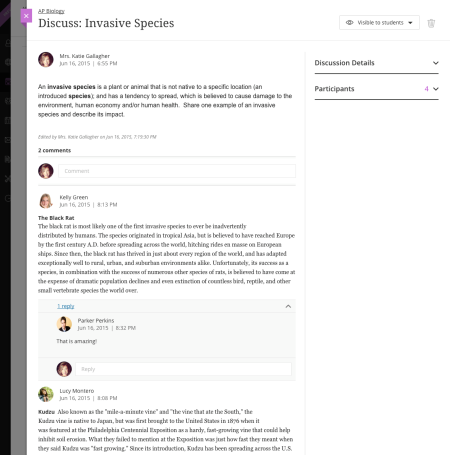 AP Biology
Discuss: Invasive Species
Visible to students
Mrs. Katie Gallagher
Jun 16, 2015 | 6:55 PM
An invasive species is a plant or animal that is not native to a specific location (an
introduced species); and has a tendency to spread, which is believed to cause damage to the
environment, human economy and/or human health. Share one example of an invasive
species and describe its impact.
Edited by Mrs. Katie Gallagher on Jan 16, 2015, 7:15:50 PM
2 comments
Comment
Kelly Green
Jun 16, 2015 | 8:13 PM
The Black Rat
The black rat is most likely one of the first invasive species to ever be inadvertently
distributed by humans. The species originated in tropical Asia, but is believed to have reached Europe
by the first century A.D. before spreading across the world, hitching rides en masse on European
ships. Since then, the black rat has thrived in just about every region of the world, and has adapted
exceptionally well to rural, urban, and suburban environments alike. Unfortunately, its success as a
species, in combination with the success of numerous other species of rats, is believed to have come at
the expense of dramatic population declines and even extinction of countless bird, reptile, and other
small vertebrate species the world over.
1 reply
Parker Perkins
Jun 16, 2015 | 8:32 PM
That is amazing!
Reply
Lucy Montero
Jun 16, 2015 | 8:08 PM
Kudzu Also known as the "mile-a-minute vine" and "the vine that ate the South," the
Kudzu vine is native to Japan, but was first brought to the United States in 1876 when it
was featured at the Philadelphia Centennial Exposition as a hardy, fast-growing vine that could help
inhibit soil erosion. What they failed to mention at the Exposition was just how fast they meant when
they said Kudzu was "fast growing." Since its introduction, Kudzu has been spreading across the U.S.
Discussion Details
Participants
4